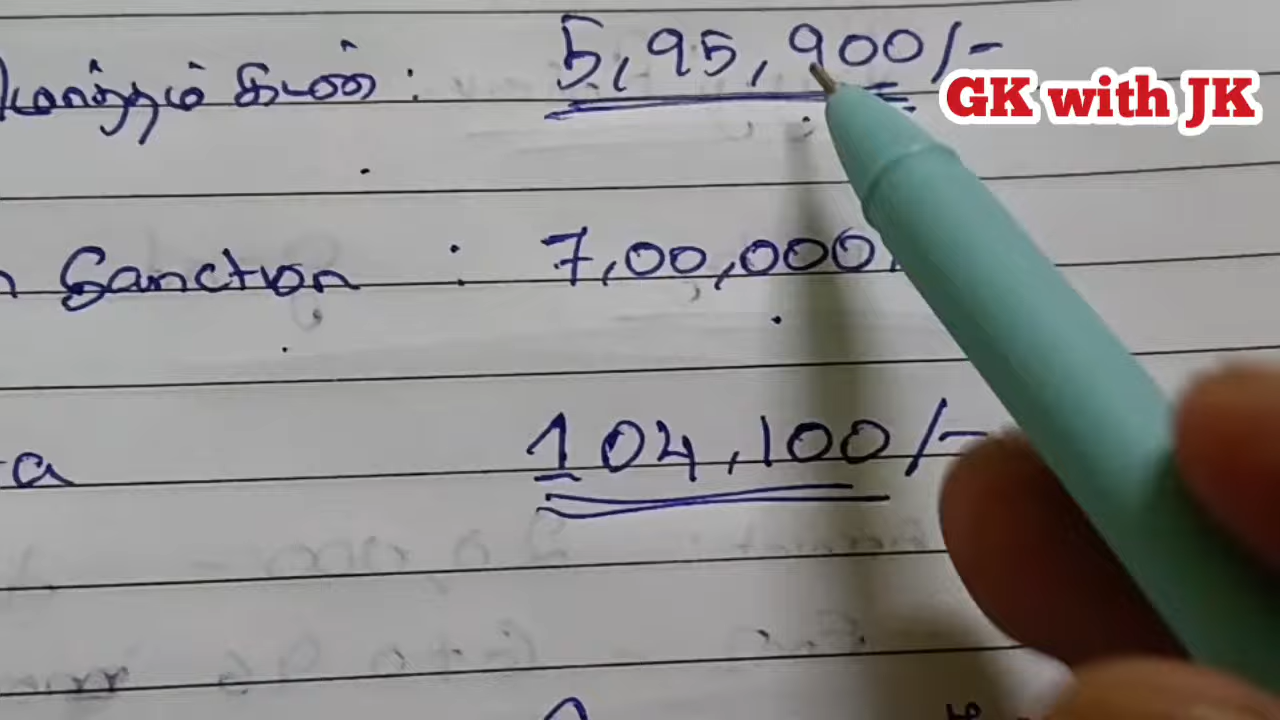 மொத்தம் கடன் : 5,95,900/-
GK with JK
Sanction : 7,00,000
a 104,100/-